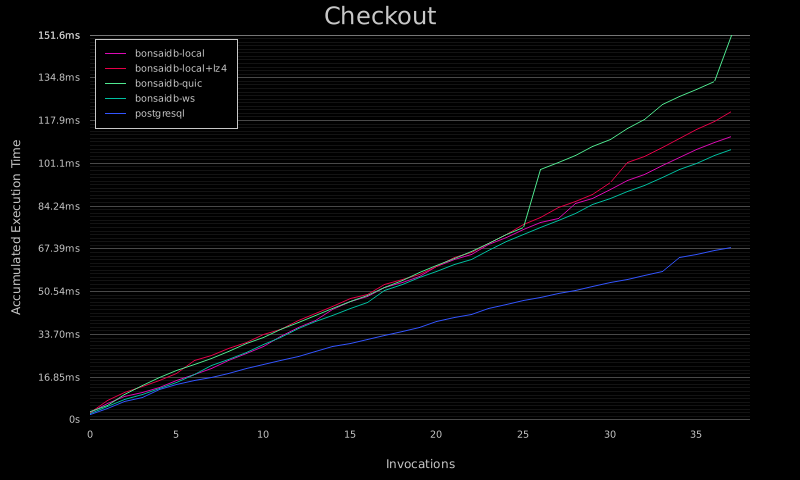 Checkout
151.6ms
134.8ms
117.9ms
101.1ms
84.24ms
67.39ms
50.54ms
33.70ms
16.85ms
0s
bonsaidb-local
bonsaidb-local+lz4
bonsaidb-quic
bonsaidb-ws
postgresql
Accumulated Execution Time
0 5 10 15 20 25 30 35
Invocations